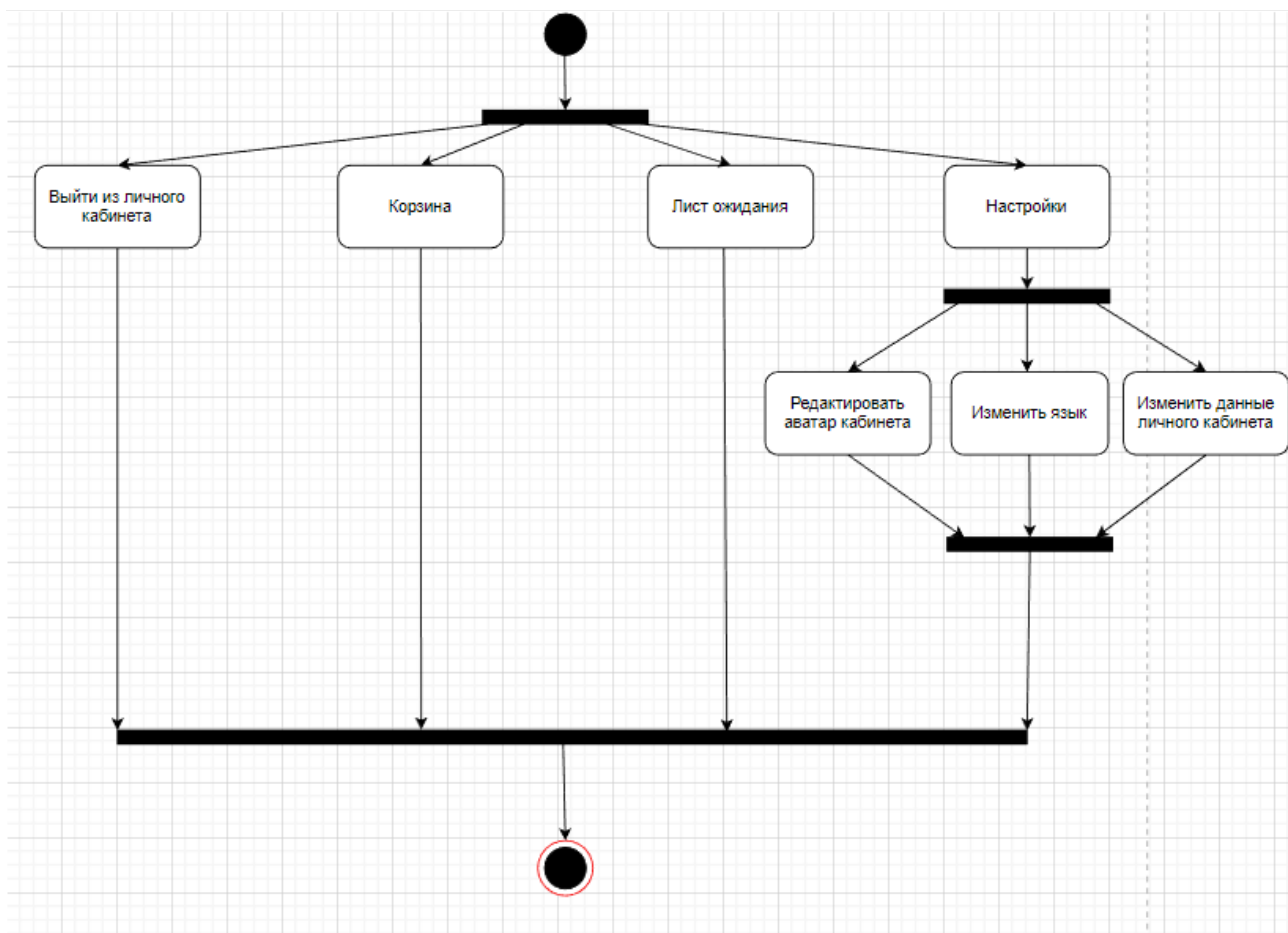 Выйти из личного
кабинета
Корзина
Лист ожидания
Настройки
Редактировать
аватар кабинета
Изменить язык
Изменить данные
личного кабинета